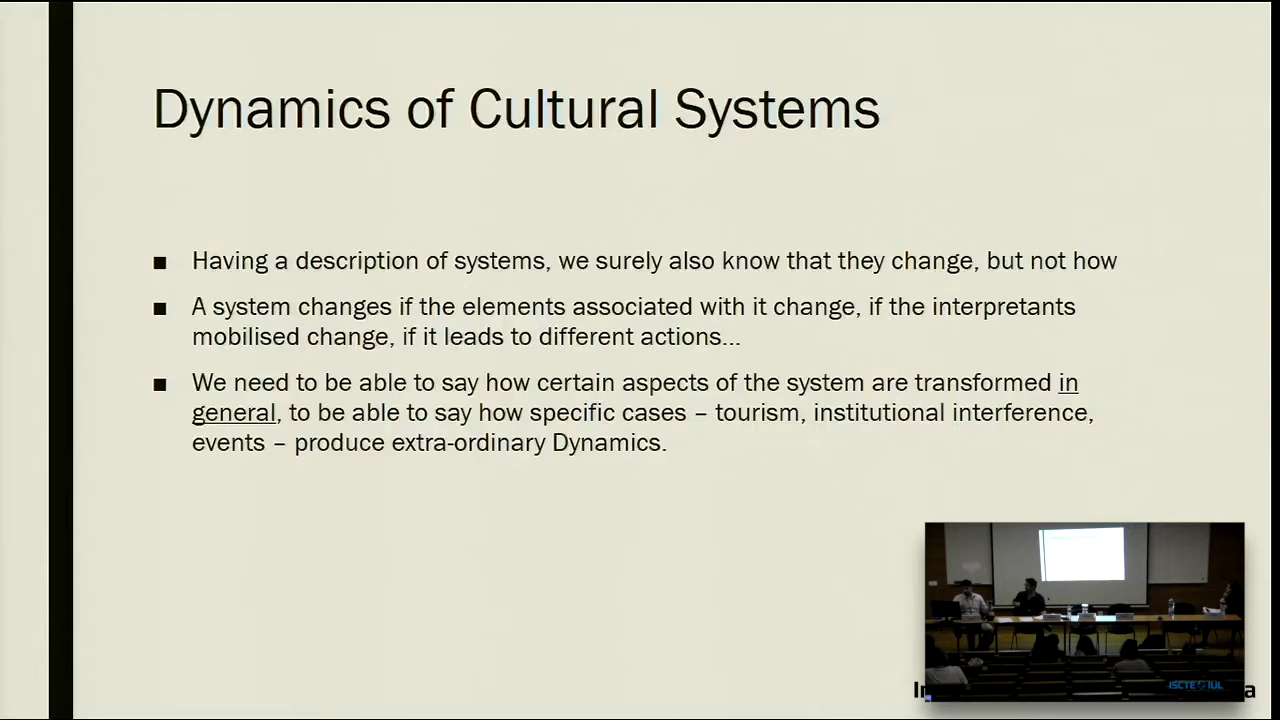 Dynamics of Cultural Systems
■ Having a description of systems, we surely also know that they change, but not how
■ A system changes if the elements associated with it change, if the interpretants
mobilised change, if it leads to different actions...
■ We need to be able to say how certain aspects of the system are transformed in
general, to be able to say how specific cases – tourism, institutional interference,
events – produce extra-ordinary Dynamics.
ISCTE IUL